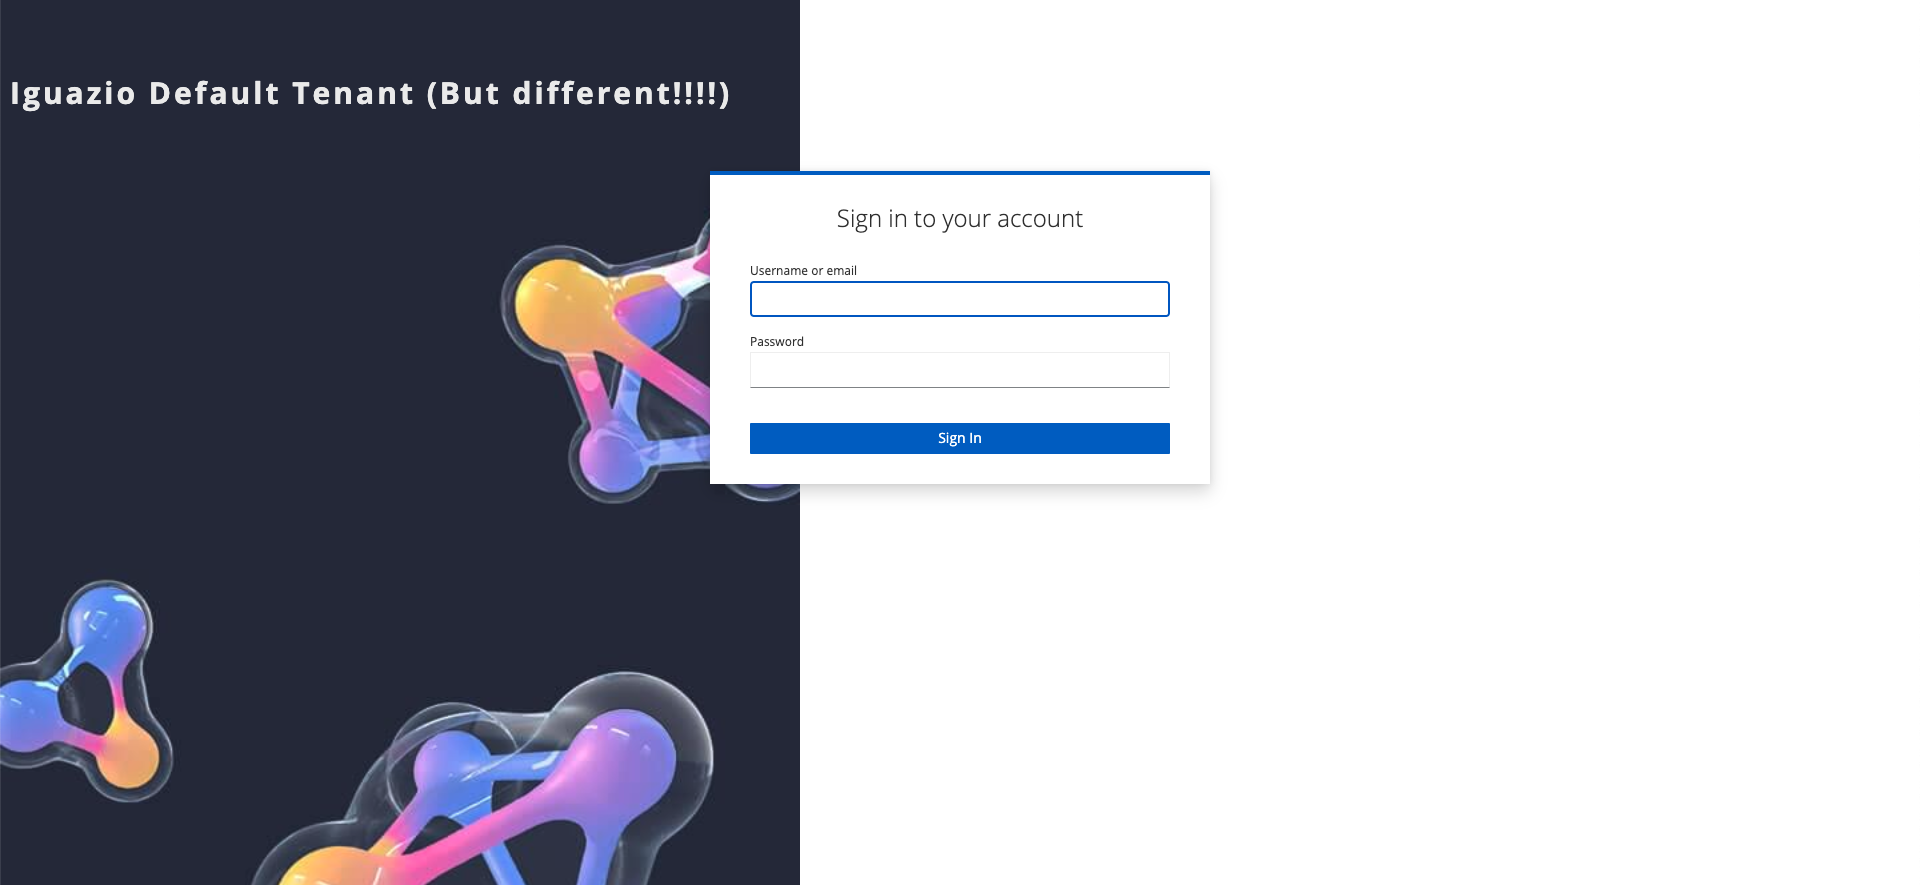 Iguazio Default Tenant (But different!!!!)
Sign in to your account
Username or email
Password
Sign In